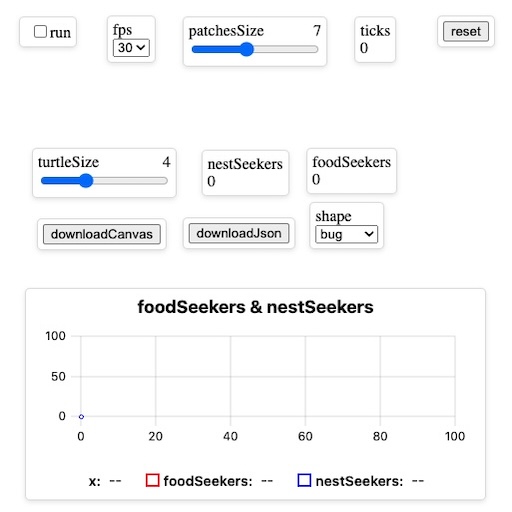 run
fps
30
patchesSize 7
ticks
0
reset
turtleSize 4
nestSeekers
0
foodSeekers
0
downloadCanvas
downloadJson
shape
bug
foodSeekers & nestSeekers
100
50
0
0 20 40 60 80 100
x: -- foodSeekers: -- nestSeekers: --